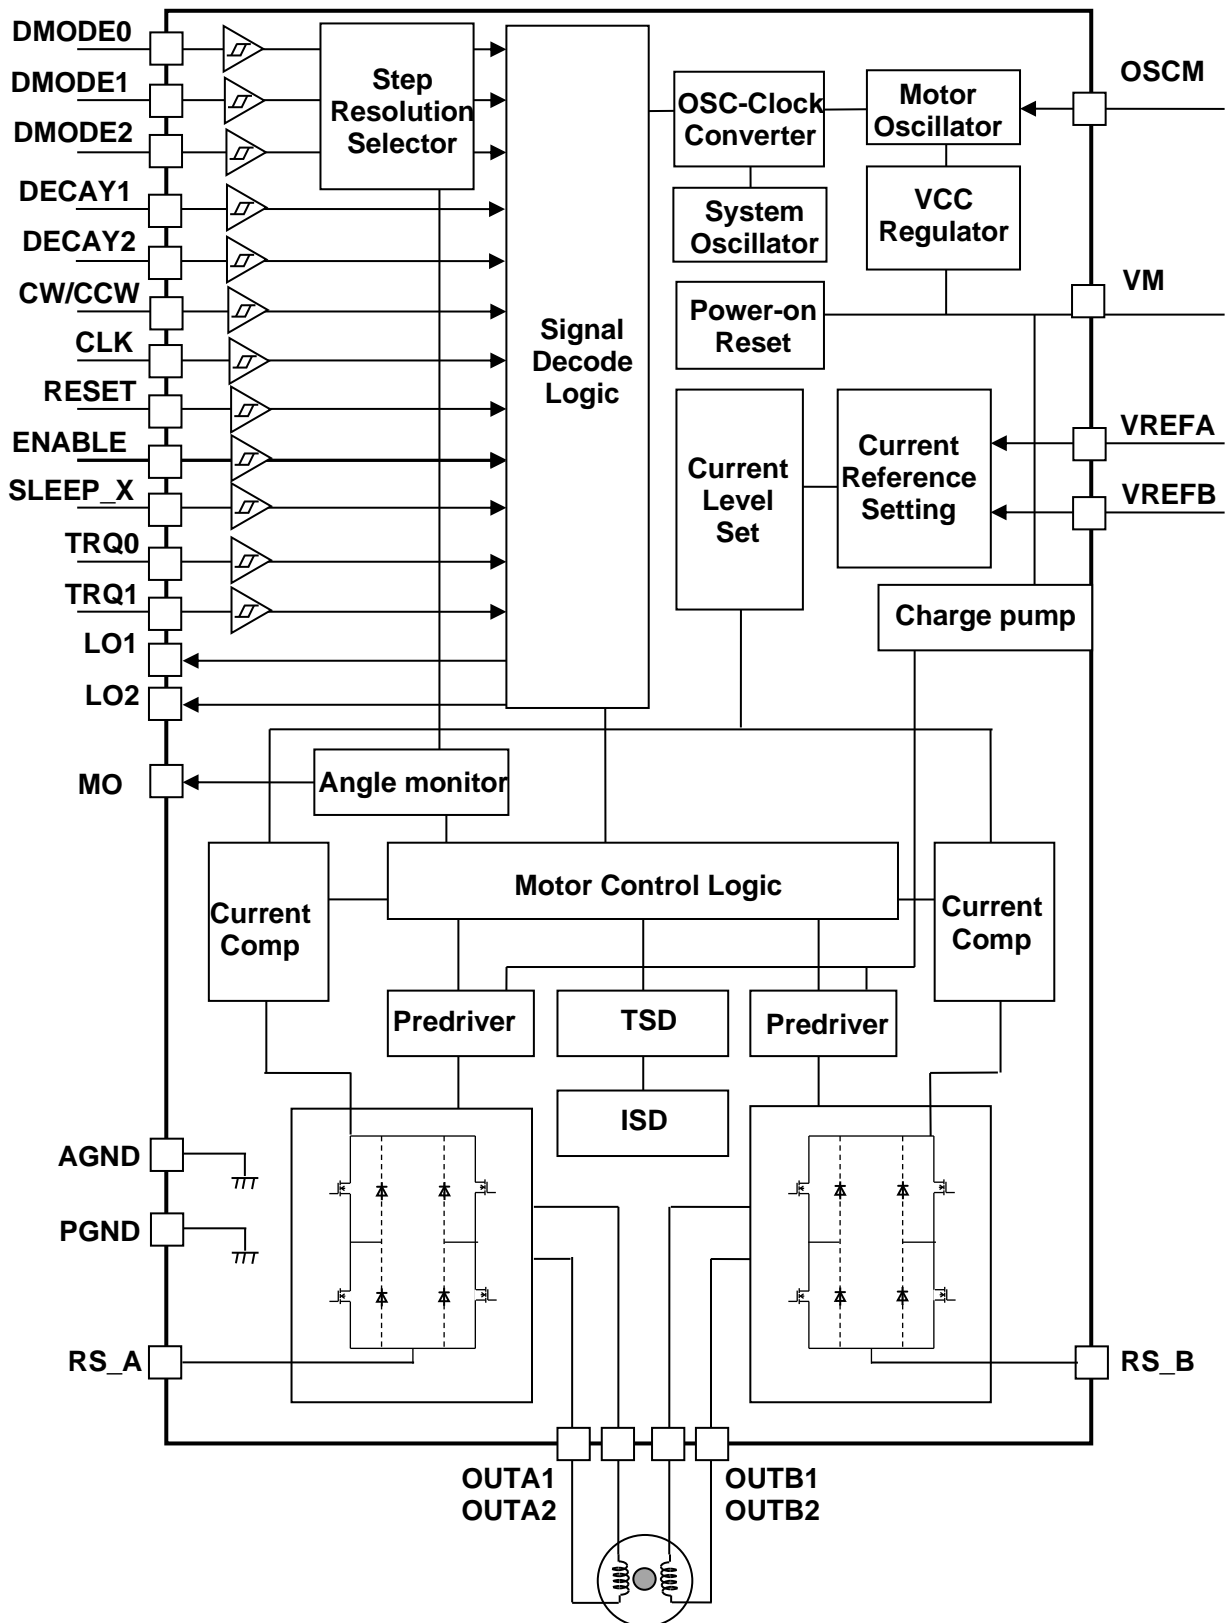 DMODE0
DMODE1
DMODE2
DECAY1
DECAY2
CW/CCW
CLK
RESET
ENABLE
SLEEP_X
TRQ0
TRQ1
LO1
LO2
MO
AGND
PGND
RS_A
Step
Resolution
Selector
Signal
Decode
Logic
OSC-Clock
Converter
Motor
Oscillator
System
Oscillator
VCC
Regulator
Power-on
Reset
Current
Level
Set
Current
Reference
Setting
Charge pump
OSCM
VM
VREFA
VREFB
Angle monitor
Motor Control Logic
Current
Comp
Current
Comp
Predriver
TSD
Predriver
ISD
RS_B
OUTA1
OUTA2
OUTB1
OUTB2